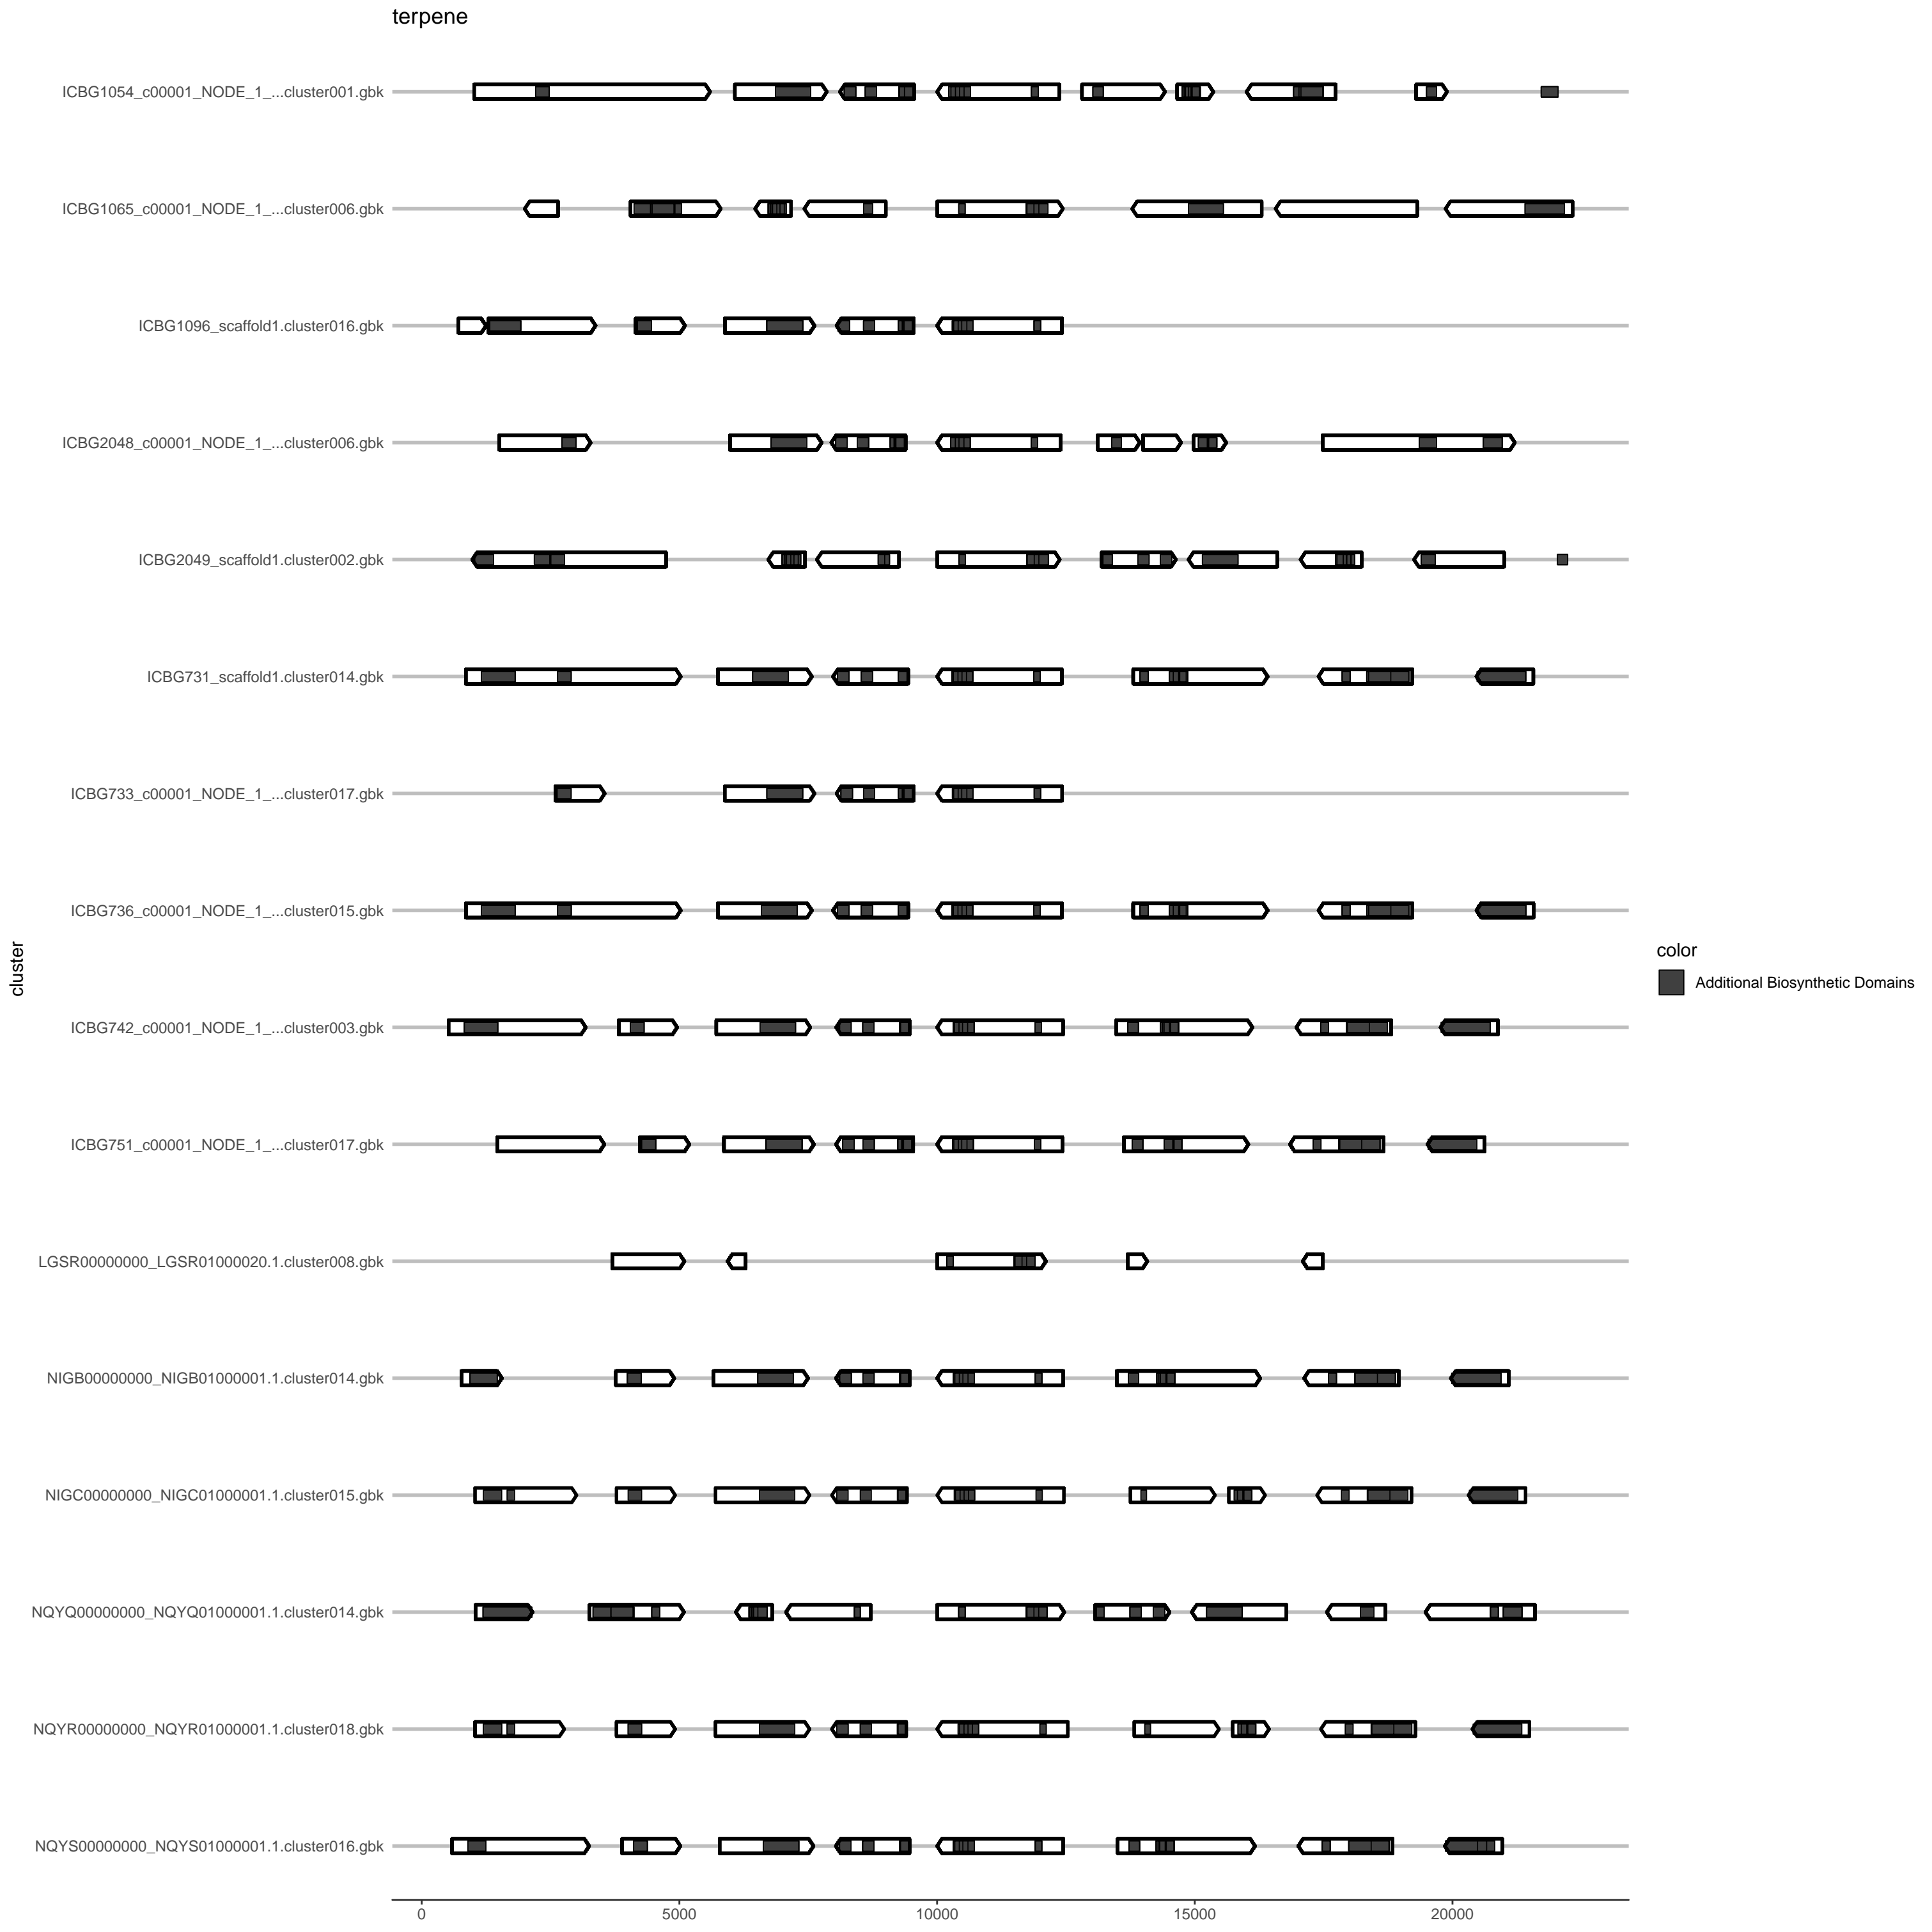 terpene
ICBG1054_c00001_NODE_1_...cluster001.gbk
ICBG1065_c00001_NODE_1_...cluster006.gbk
ICBG1096_scaffold1.cluster016.gbk
ICBG2048_c00001_NODE_1_...cluster006.gbk
ICBG2049_scaffold1.cluster002.gbk
ICBG731_scaffold1.cluster014.gbk
ICBG733_c00001_NODE_1_...cluster017.gbk
ICBG736_c00001_NODE_1_...cluster015.gbk
cluster
color
Additional Biosynthetic Domains
ICBG742_c00001_NODE_1_...cluster003.gbk
ICBG751_c00001_NODE_1_...cluster017.gbk
LGSR00000000_LGSR01000020.1.cluster008.gbk
NIGB00000000_NIGB01000001.1.cluster014.gbk
NIGC00000000_NIGC01000001.1.cluster015.gbk
NQYQ00000000_NQYQ01000001.1.cluster014.gbk
NQYR00000000_NQYR01000001.1.cluster018.gbk
NQYS00000000_NQYS01000001.1.cluster016.gbk
0 5000 10000 15000 20000